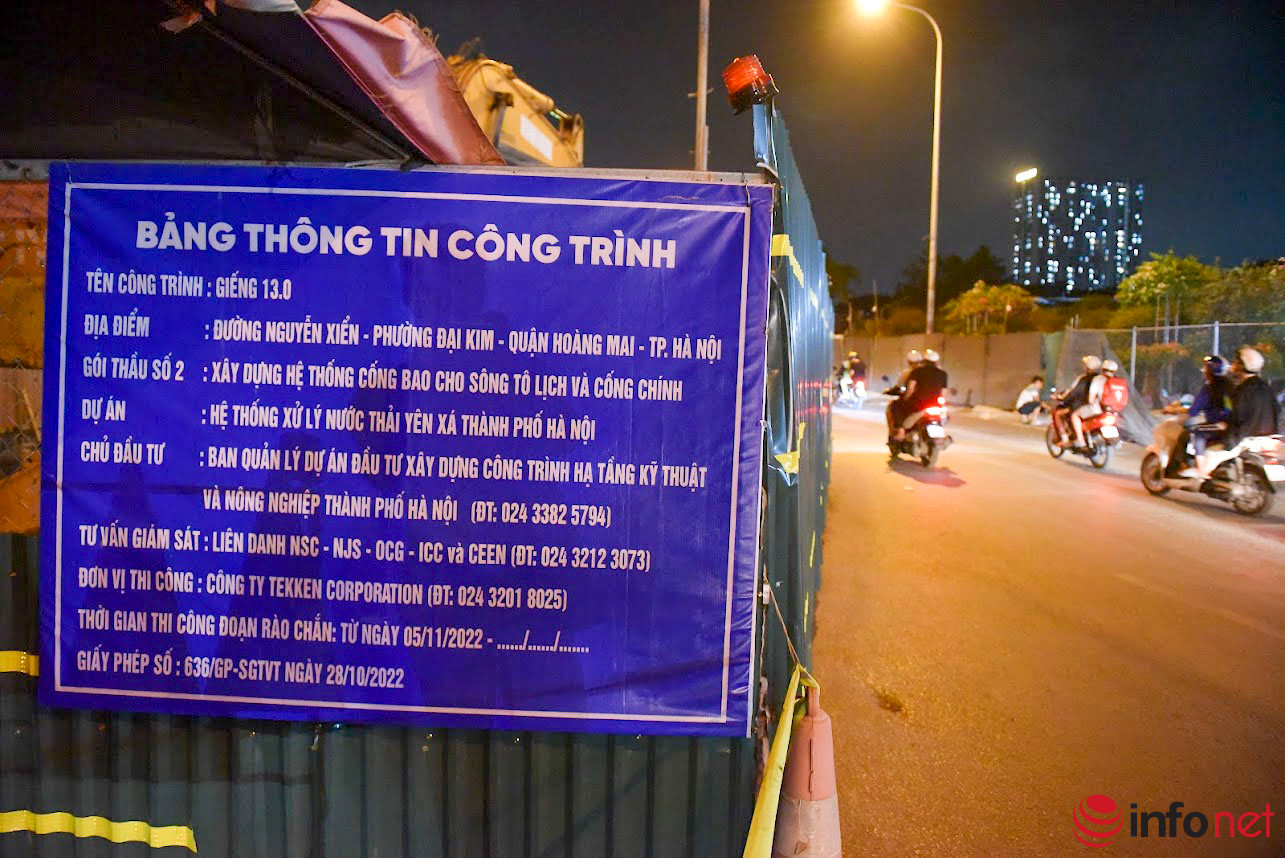 BẢNG THÔNG TIN CÔNG TRÌNH
TÊN CÔNG TRÌNH : GIẾNG 13.0
ĐỊA ĐIỂM : ĐƯỜNG NGUYỄN XIỂN - PHƯỜNG ĐẠI KIM - QUẬN HOÀNG MAI - TP. HÀ NỘI
GÓI THẦU SỐ 2 : XÂY DỰNG HỆ THỐNG CỐNG BAO CHO SÔNG TÔ LỊCH VÀ CỐNG CHÍNH
DỰ ÁN : HỆ THỐNG XỬ LÝ NƯỚC THẢI YÊN XÁ THÀNH PHỐ HÀ NỘI
CHỦ ĐẦU TƯ : BAN QUẢN LÝ DỰ ÁN ĐẦU TƯ XÂY DỰNG CÔNG TRÌNH HẠ TẦNG KỸ THUẬT
VÀ NÔNG NGHIỆP THÀNH PHỐ HÀ NỘI (ĐT: 024 3382 5794)
TƯ VẤN GIÁM SÁT : LIÊN DANH NSC - NJS - OCG - ICC và CEEN (ĐT: 024 3212 3073)
ĐƠN VỊ THI CÔNG : CÔNG TY TEKKEN CORPORATION (ĐT: 024 3201 8025)
THỜI GIAN THI CÔNG ĐOẠN RÀO CHẮN: TỪ NGÀY 05/11/2022 - ....../....../.......
GIẤY PHÉP SỐ : 636/GP-SGTVT NGÀY 28/10/2022
infonet